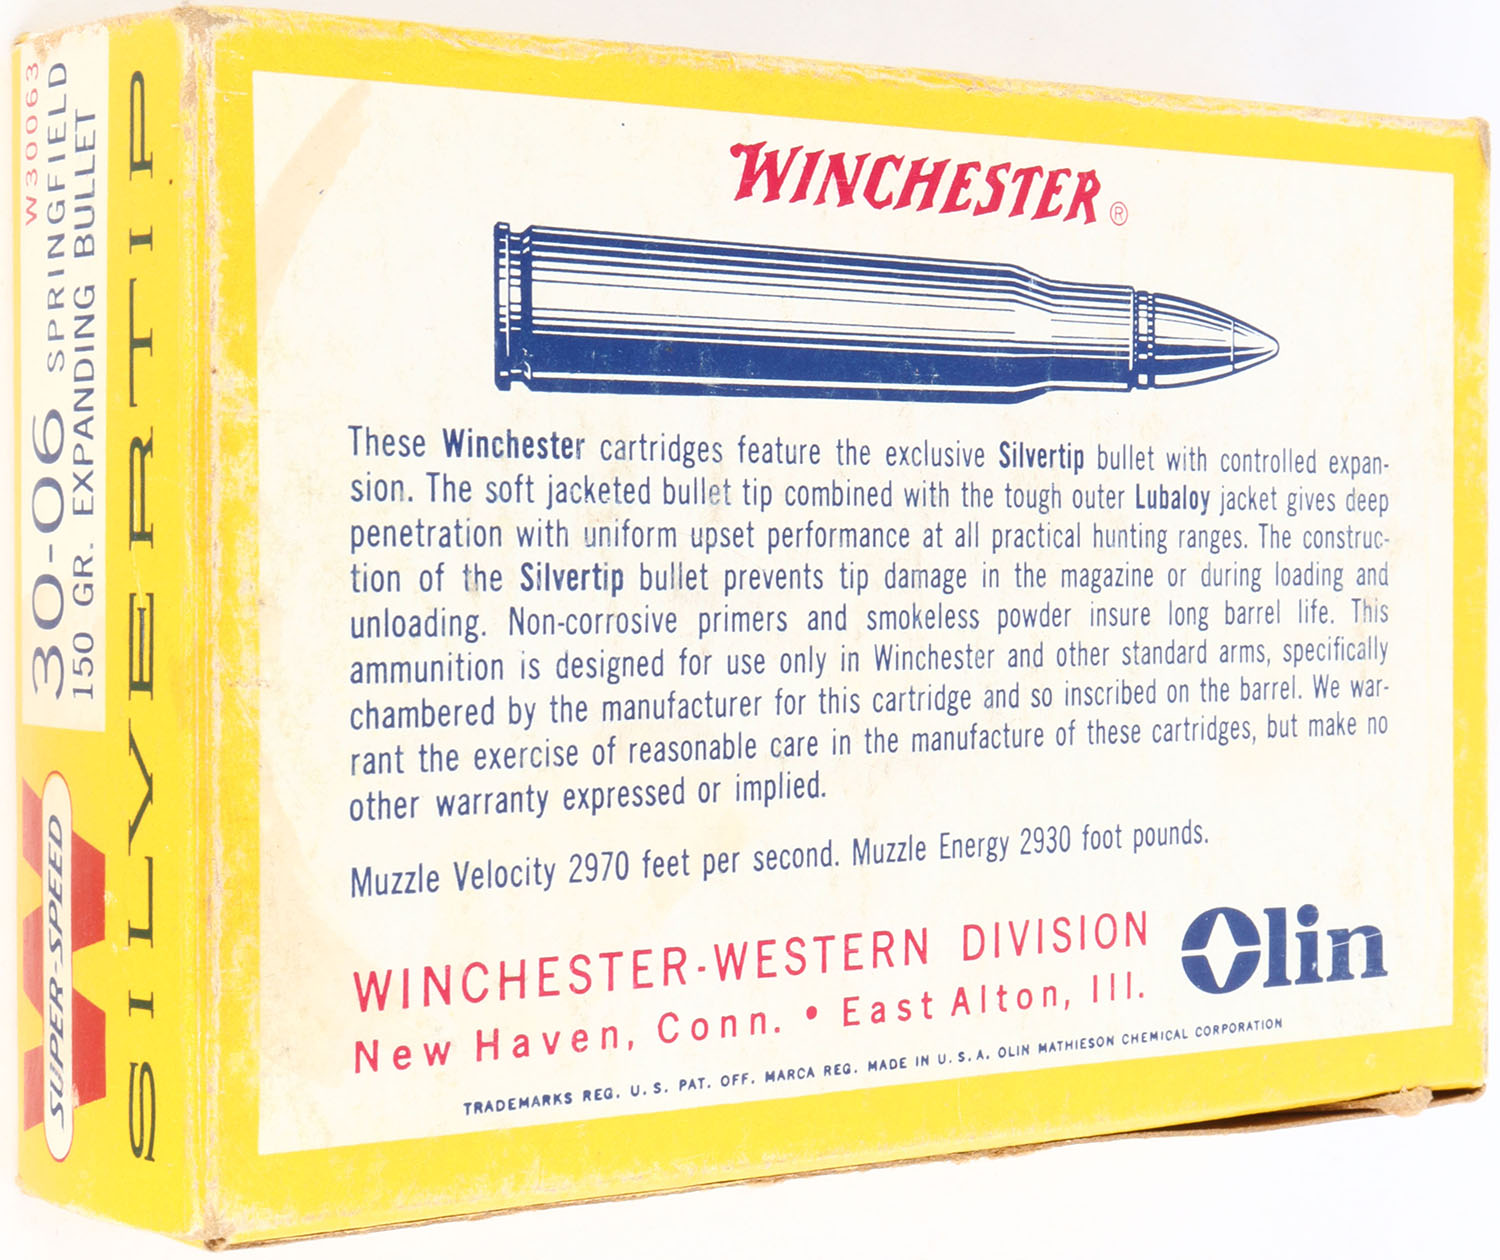 W30063
30-06 SPRINGFIELD
150 GR. EXPANDING BULLET
SILVERTIP
W
SUPER-SPEED
WINCHESTER®
These Winchester cartridges feature the exclusive Silvertip bullet with controlled expan-
sion. The soft jacketed bullet tip combined with the tough outer Lubaloy jacket gives deep
penetration with uniform upset performance at all practical hunting ranges. The construc-
tion of the Silvertip bullet prevents tip damage in the magazine or during loading and
unloading. Non-corrosive primers and smokeless powder insure long barrel life. This
ammunition is designed for use only in Winchester and other standard arms, specifically
chambered by the manufacturer for this cartridge and so inscribed on the barrel. We war-
rant the exercise of reasonable care in the manufacture of these cartridges, but make no
other warranty expressed or implied.
Muzzle Velocity 2970 feet per second. Muzzle Energy 2930 foot pounds.
WINCHESTER-WESTERN DIVISION
New Haven, Conn. • East Alton, Ill.
Olin
TRADEMARKS REG. U. S. PAT. OFF. MARCA REG. MADE IN U. S. A. OLIN MATHIESON CHEMICAL CORPORATION